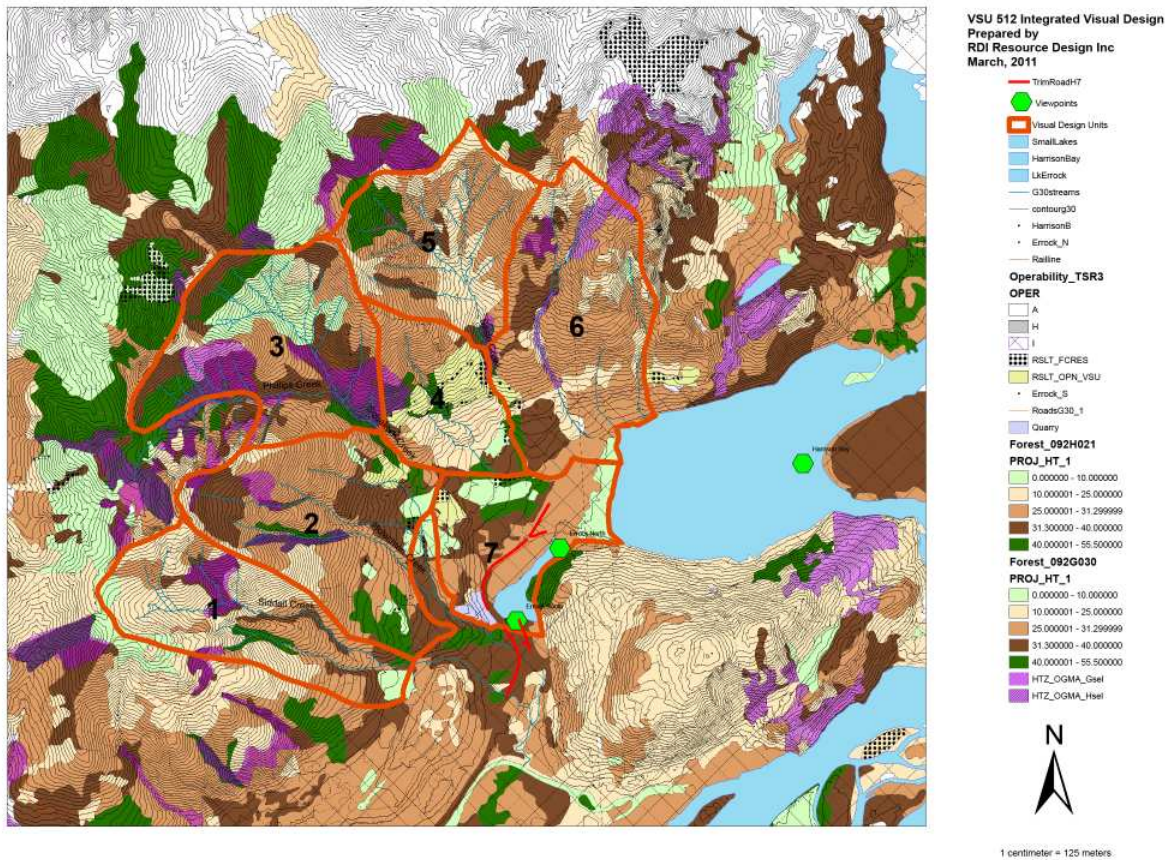 VSU 512 Integrated Visual Design
Prepared by
RDI Resource Design Inc
March, 2011
TrimRoadH7
Viewpoints
Visual Design Units
SmallLakes
HarrisonBay
LkErrock
G30streams
contourg30
HarrisonB
Errock_N
Railline
Operability_TSR3
OPER
A
H
I
RSLT_FCRES
RSLT_OPN_VSU
Errock_S
RoadsG30_1
Quarry
Forest_092H021
PROJ_HT_1
0.000000 - 10.000000
10.000001 - 25.000000
25.000001 - 31.299999
31.300000 - 40.000000
40.000001 - 55.500000
Forest_092G030
PROJ_HT_1
0.000000 - 10.000000
10.000001 - 25.000000
25.000001 - 31.299999
31.300000 - 40.000000
40.000001 - 55.500000
HTZ_OGMA_Gsel
HTZ_OGMA_Hsel
N
1 centimeter = 125 meters
5
6
3
Phillips Creek
4
Harrison Bay
2
7
Errock North
1
Siddall Creek
Errock South